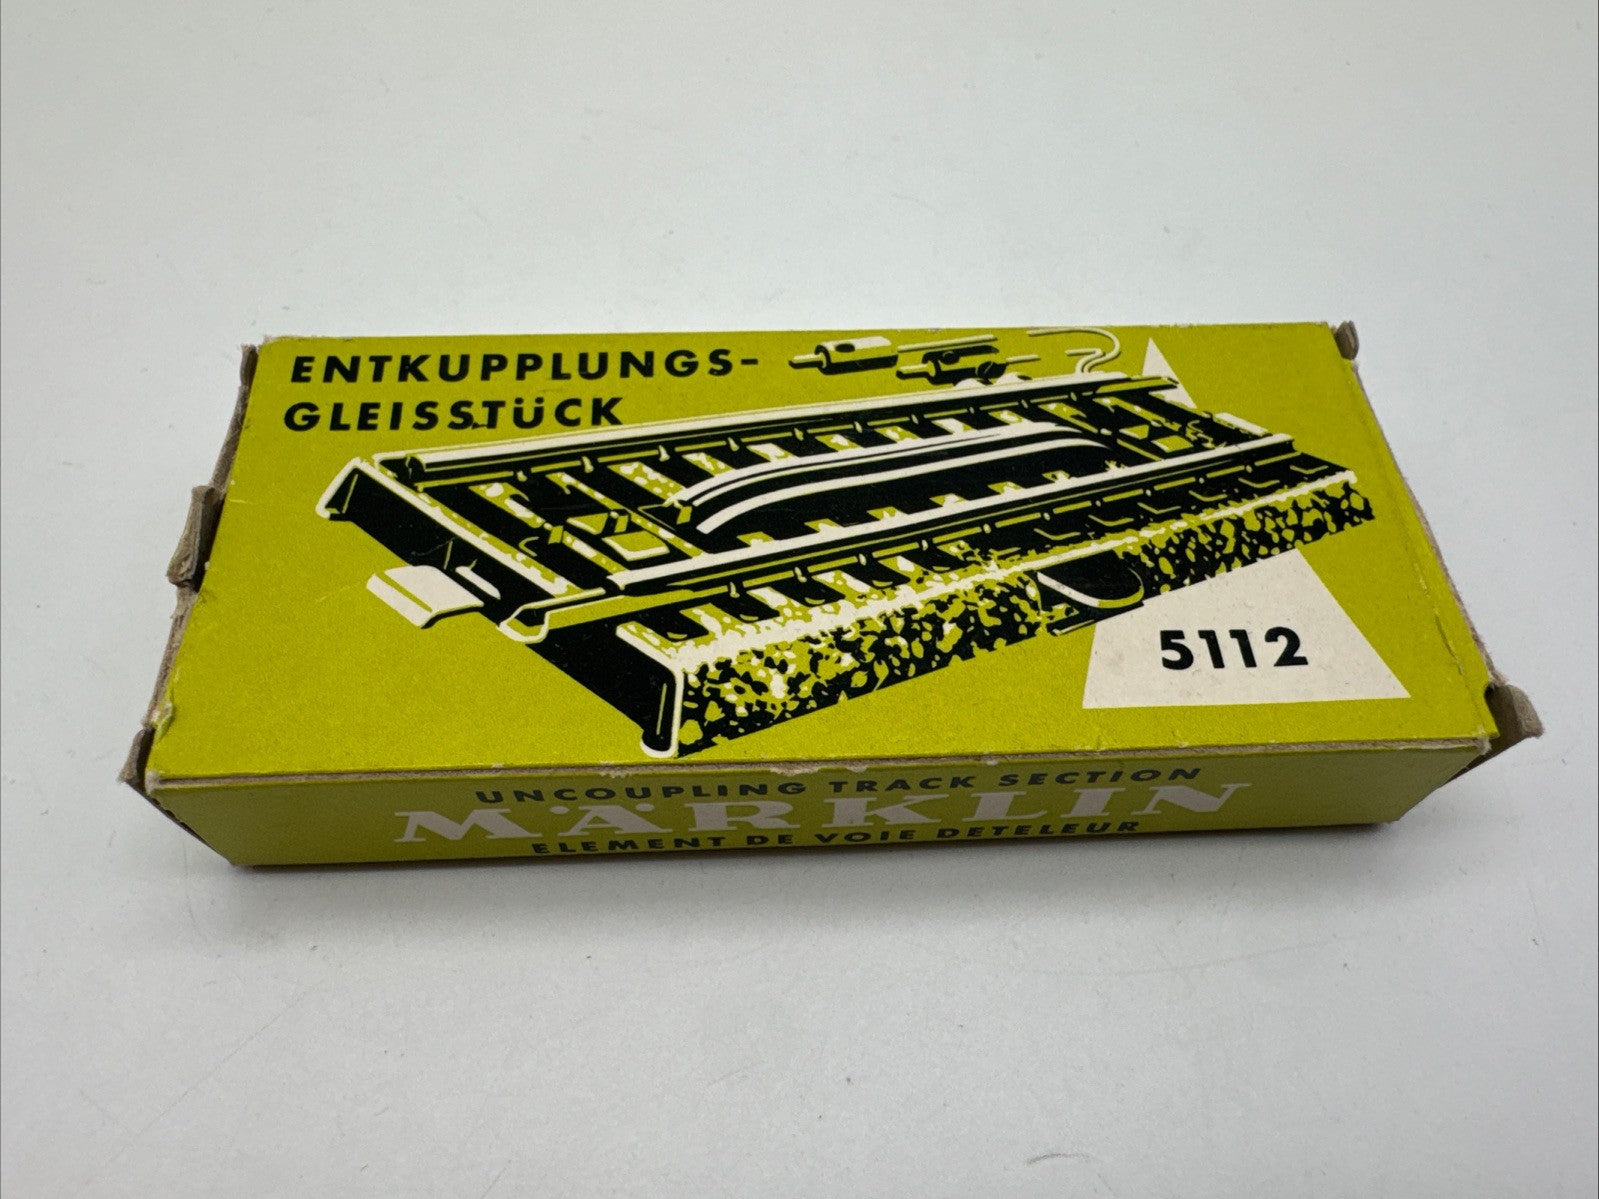 ENTKUPPLUNGS-
GLEISSTÜCK
5112
UNCOUPLING TRACK SECTION
MÄRKLIN
ELEMENT DE VOIE DETELEUR